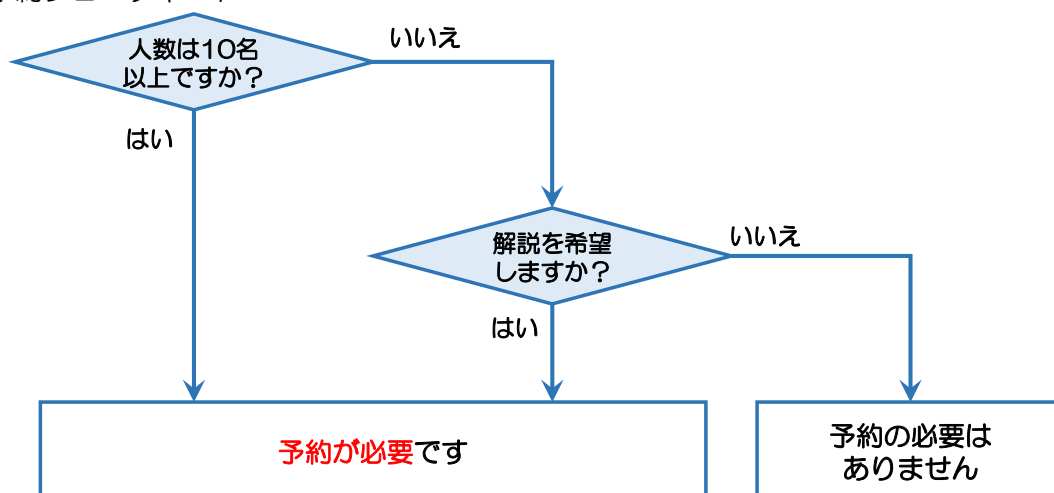 人数は10名
以上ですか？
いいえ
はい
解説を希望
しますか？
いいえ
はい
予約が必要です
予約の必要は
ありません